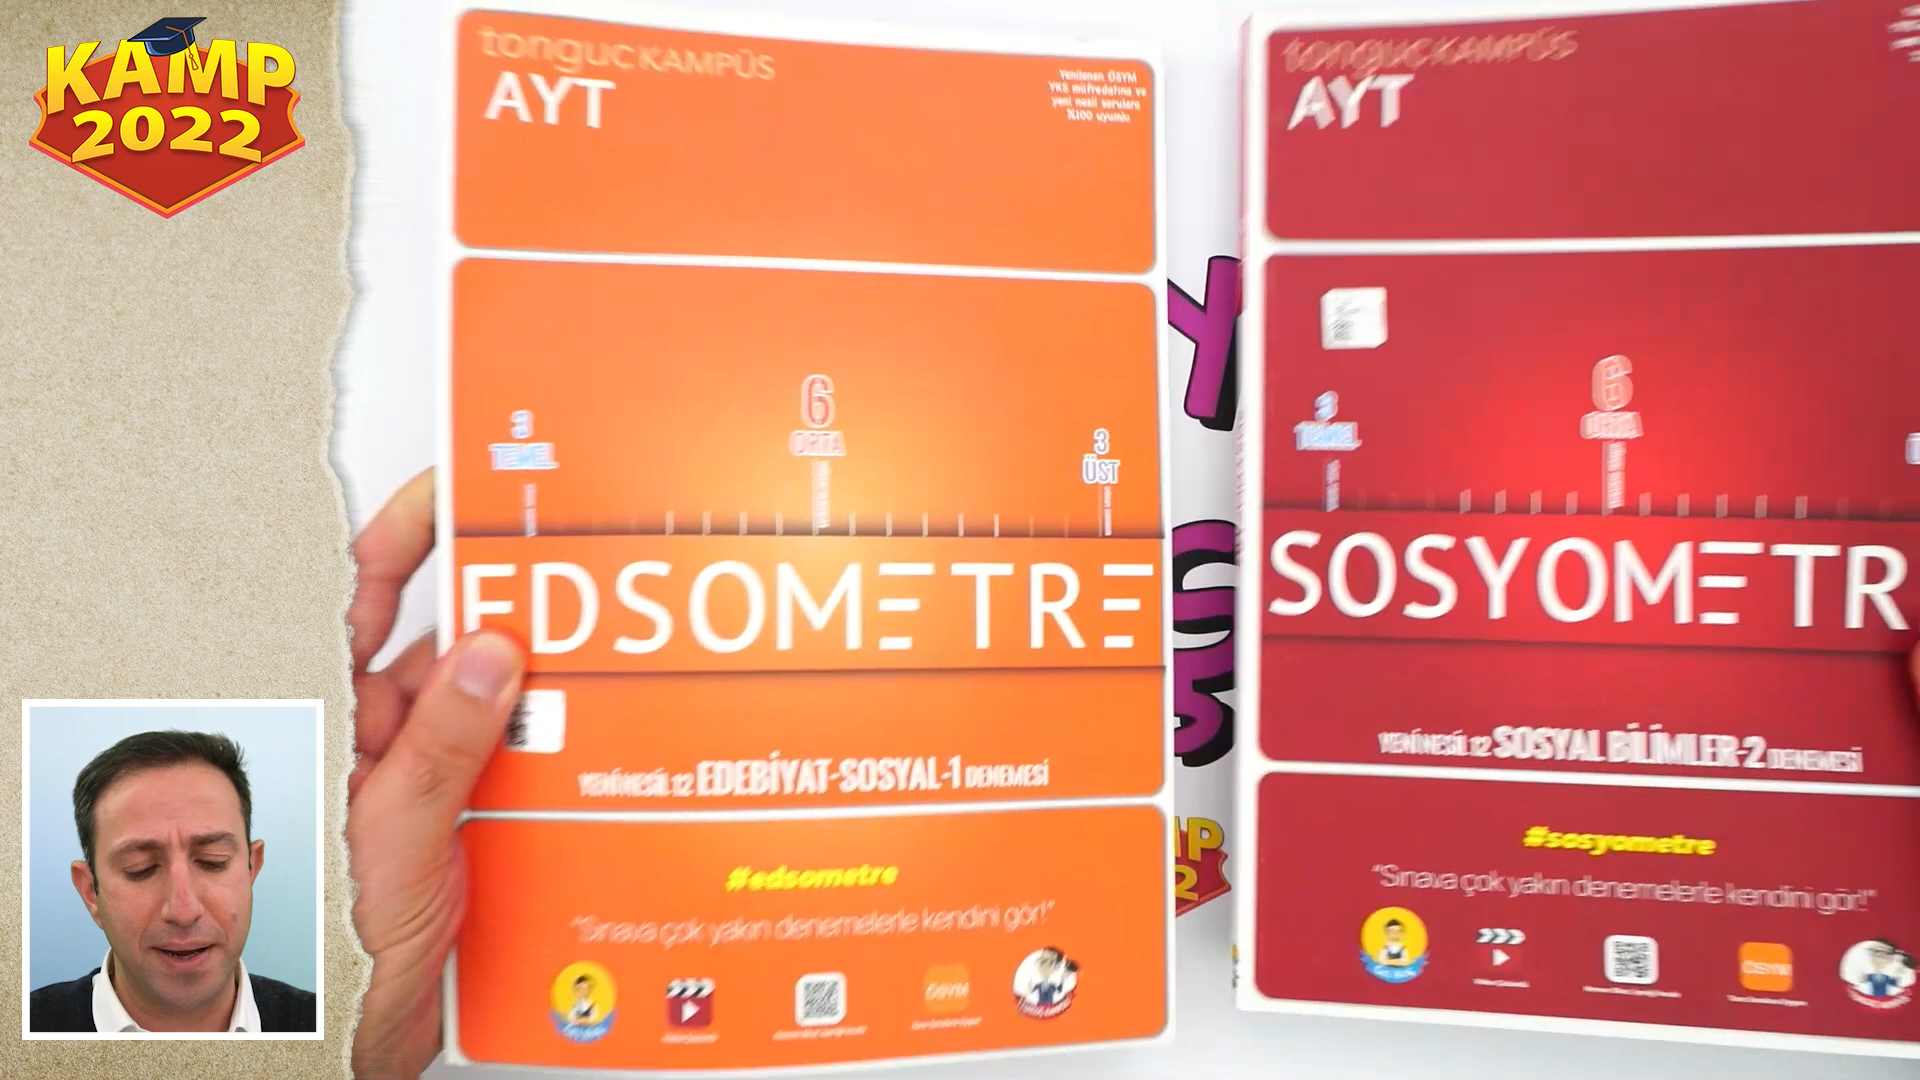 KAMP
2022
tonguç KAMPÜS
AYT
Yenilenen ÖSYM
YKS müfredatına ve
yeni nesil sorulara
%100 uyumlu
3
TEMEL
6
ORTA
3
ÜST
EDSOMETRE
YENİ NESİL 12 EDEBİYAT-SOSYAL-1 DENEMESİ
#edsometre
"Sınava çok yakın denemelerle kendini gör!"
ÖSYM
tonguç KAMPÜS
AYT
3
TEMEL
6
ORTA
SOSYOMETR
YENİ NESİL 12 SOSYAL BİLİMLER-2 DENEMESİ
#sosyometre
"Sınava çok yakın denemelerle kendini gör!"
ÖSYM